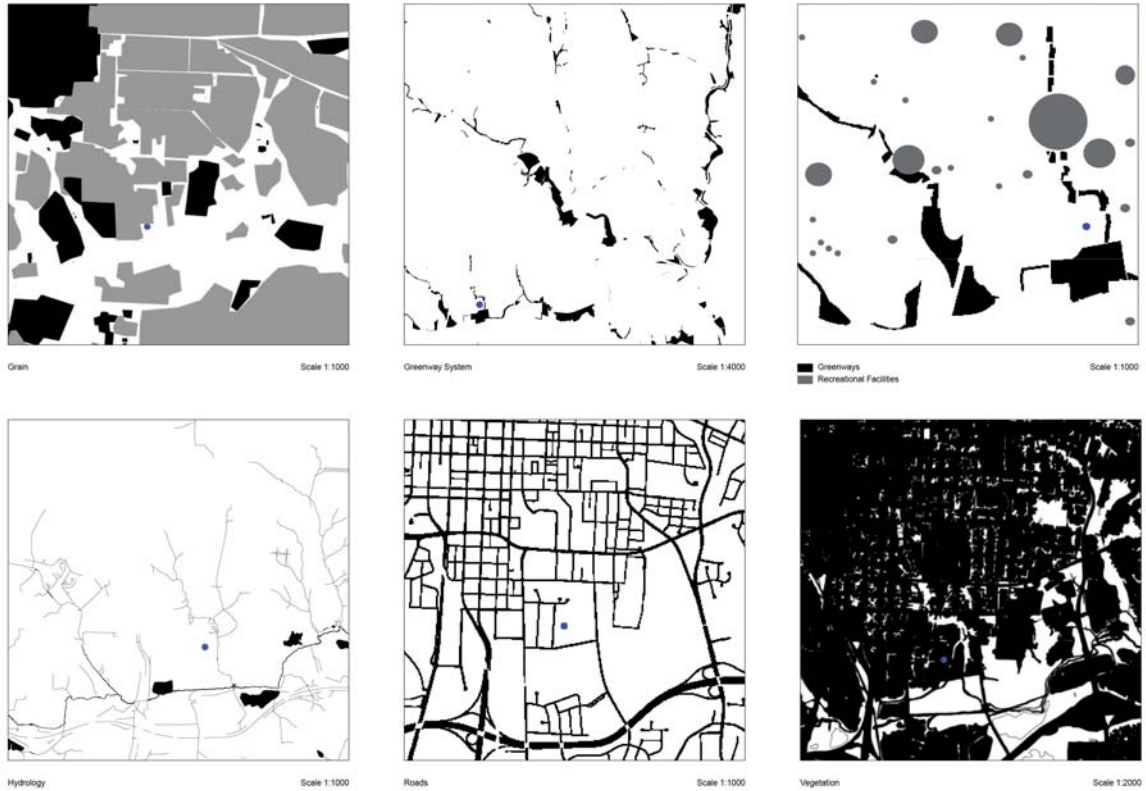 Grain Scale 1:1000
Greenway System Scale 1:4000
Greenways Scale 1:1000
Recreational Facilities
Hydrology Scale 1:1000
Roads Scale 1:1000
Vegetation Scale 1:2000